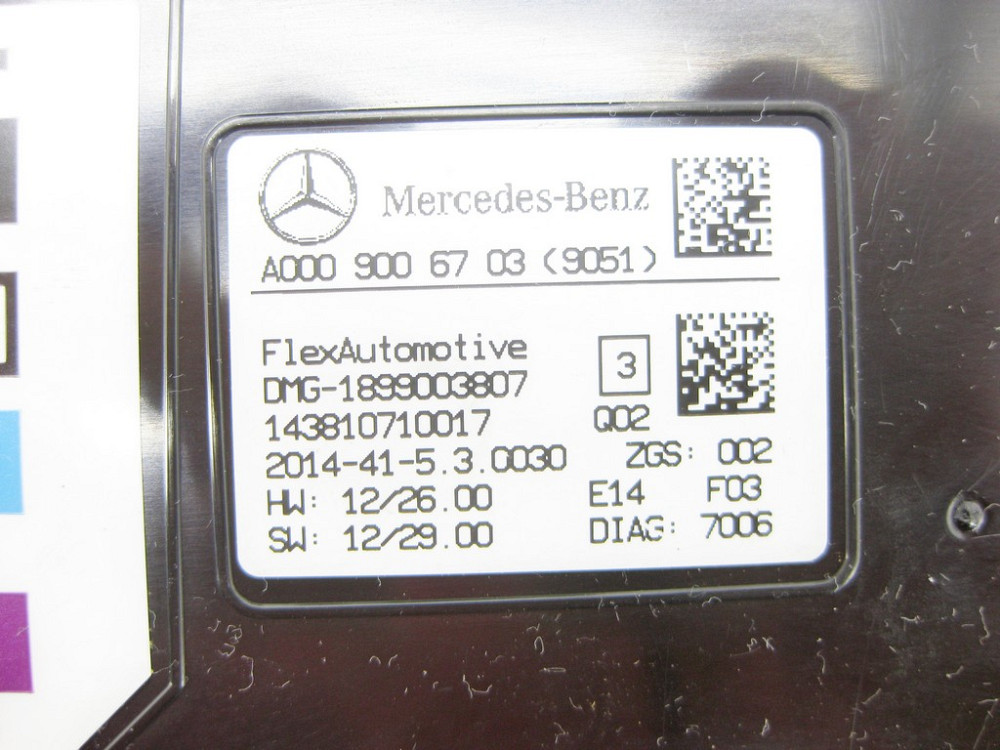 Mercedes-Benz
A000 900 67 03 (9051)
FlexAutomotive
DMG-1899003807
3
143810710017
Q02
2014-41-5.3.0030
ZGS: 002
HW: 12/26.00
E14 F03
SW: 12/29.00
DIAG: 7006